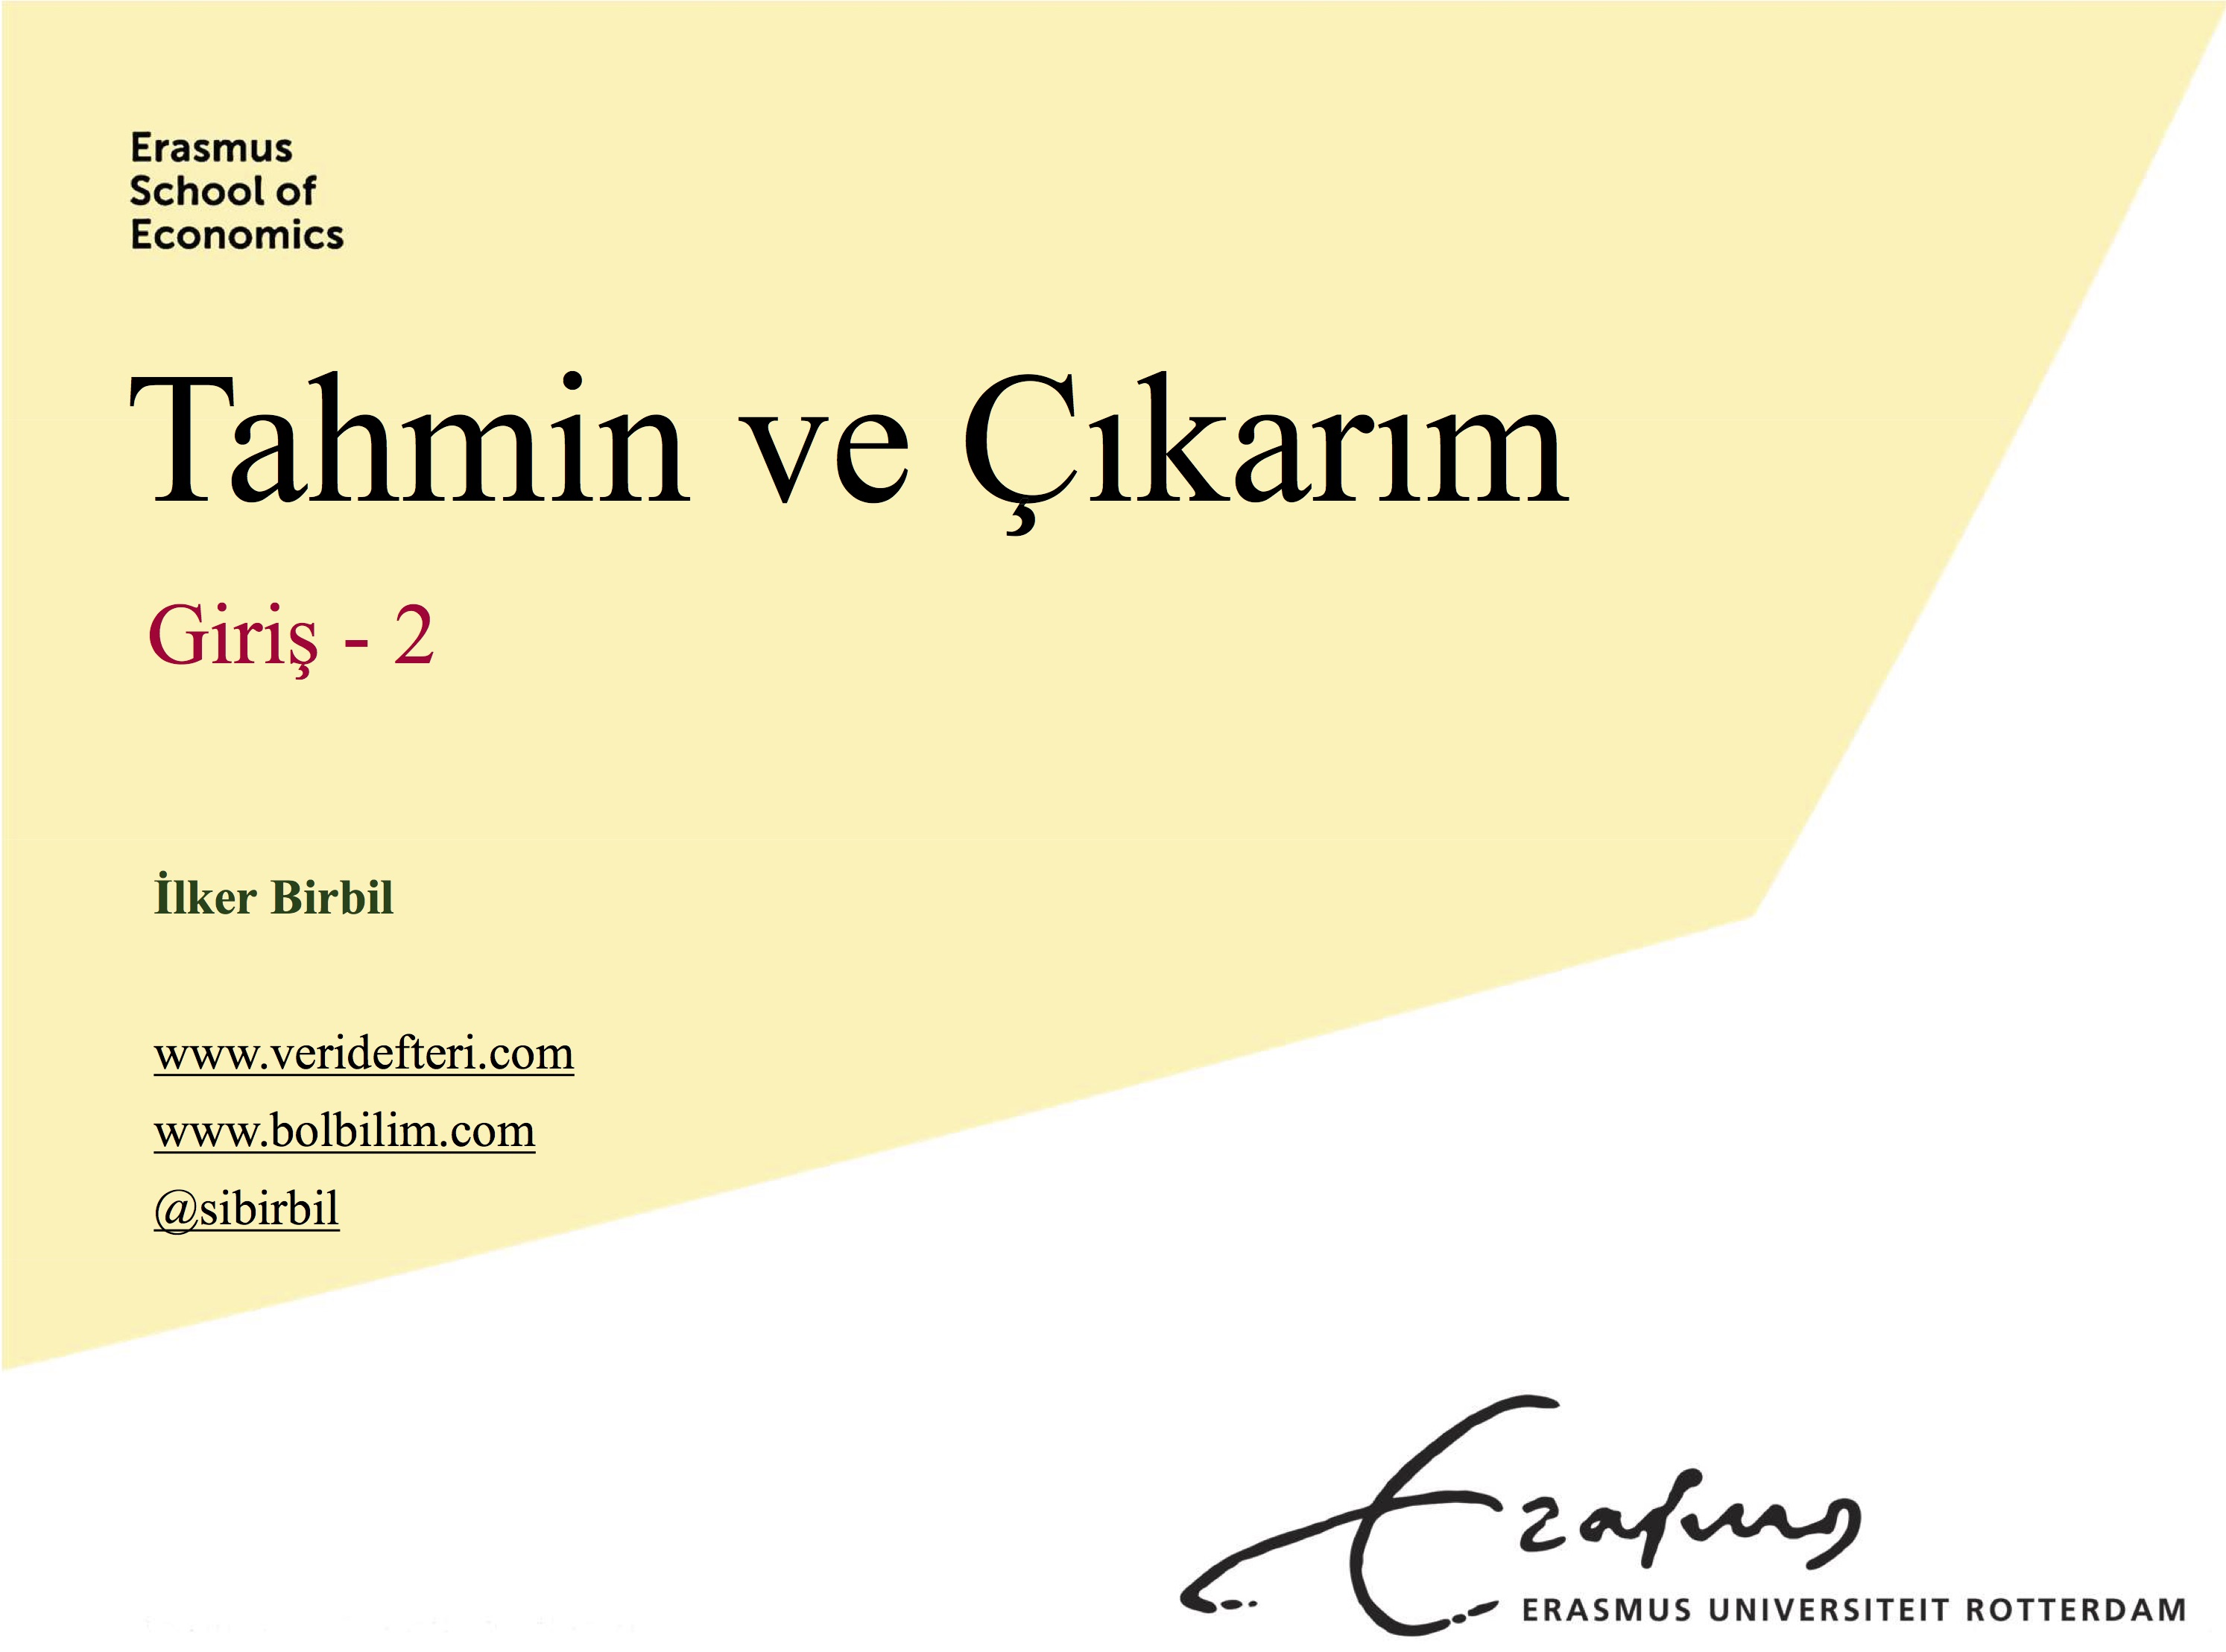 Erasmus
School of
Economics
Tahmin ve Çıkarım
Giriş - 2
İlker Birbil
www.veridefteri.com
www.bolbilim.com
@sibirbil
Erasmus
ERASMUS UNIVERSITEIT ROTTERDAM